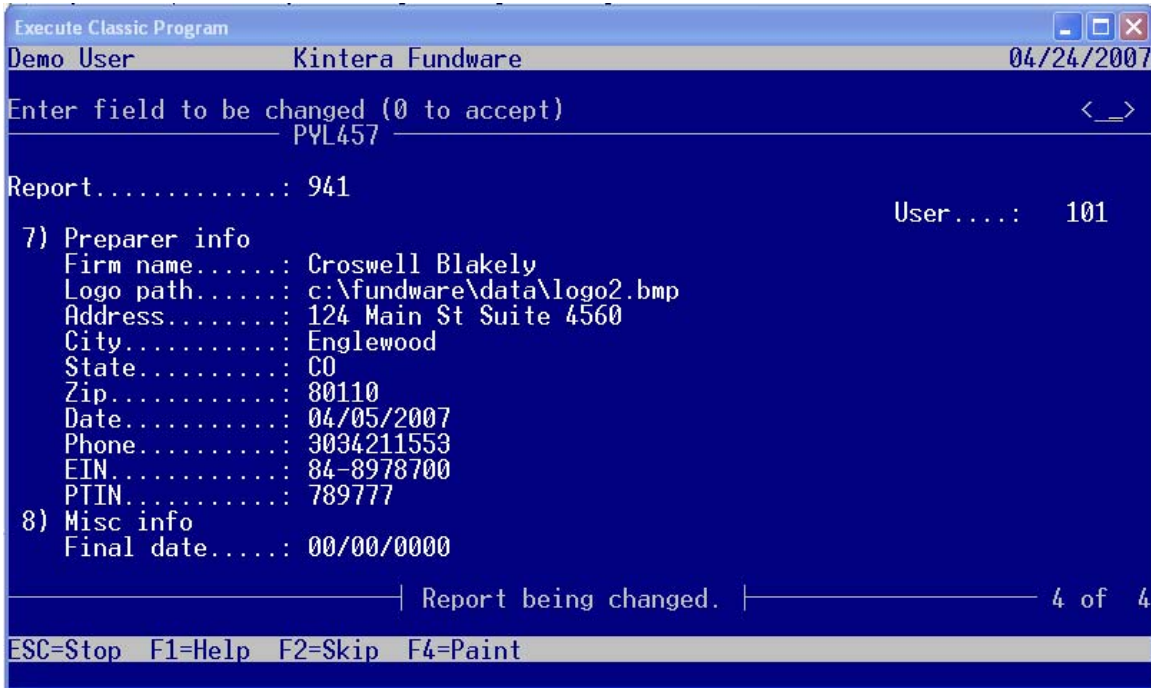 Execute Classic Program
Demo User Kintera Fundware 04/24/2007
Enter field to be changed (0 to accept) <__>
PYL457
Report.............: 941
User....: 101
7) Preparer info
Firm name......: Croswell Blakely
Logo path......: c:\fundware\data\logo2.bmp
Address........: 124 Main St Suite 4560
City...........: Englewood
State..........: CO
Zip............: 80110
Date...........: 04/05/2007
Phone..........: 3034211553
EIN............: 84-8978700
PTIN...........: 789777
8) Misc info
Final date.....: 00/00/0000
Report being changed. 4 of 4
ESC=Stop F1=Help F2=Skip F4=Paint